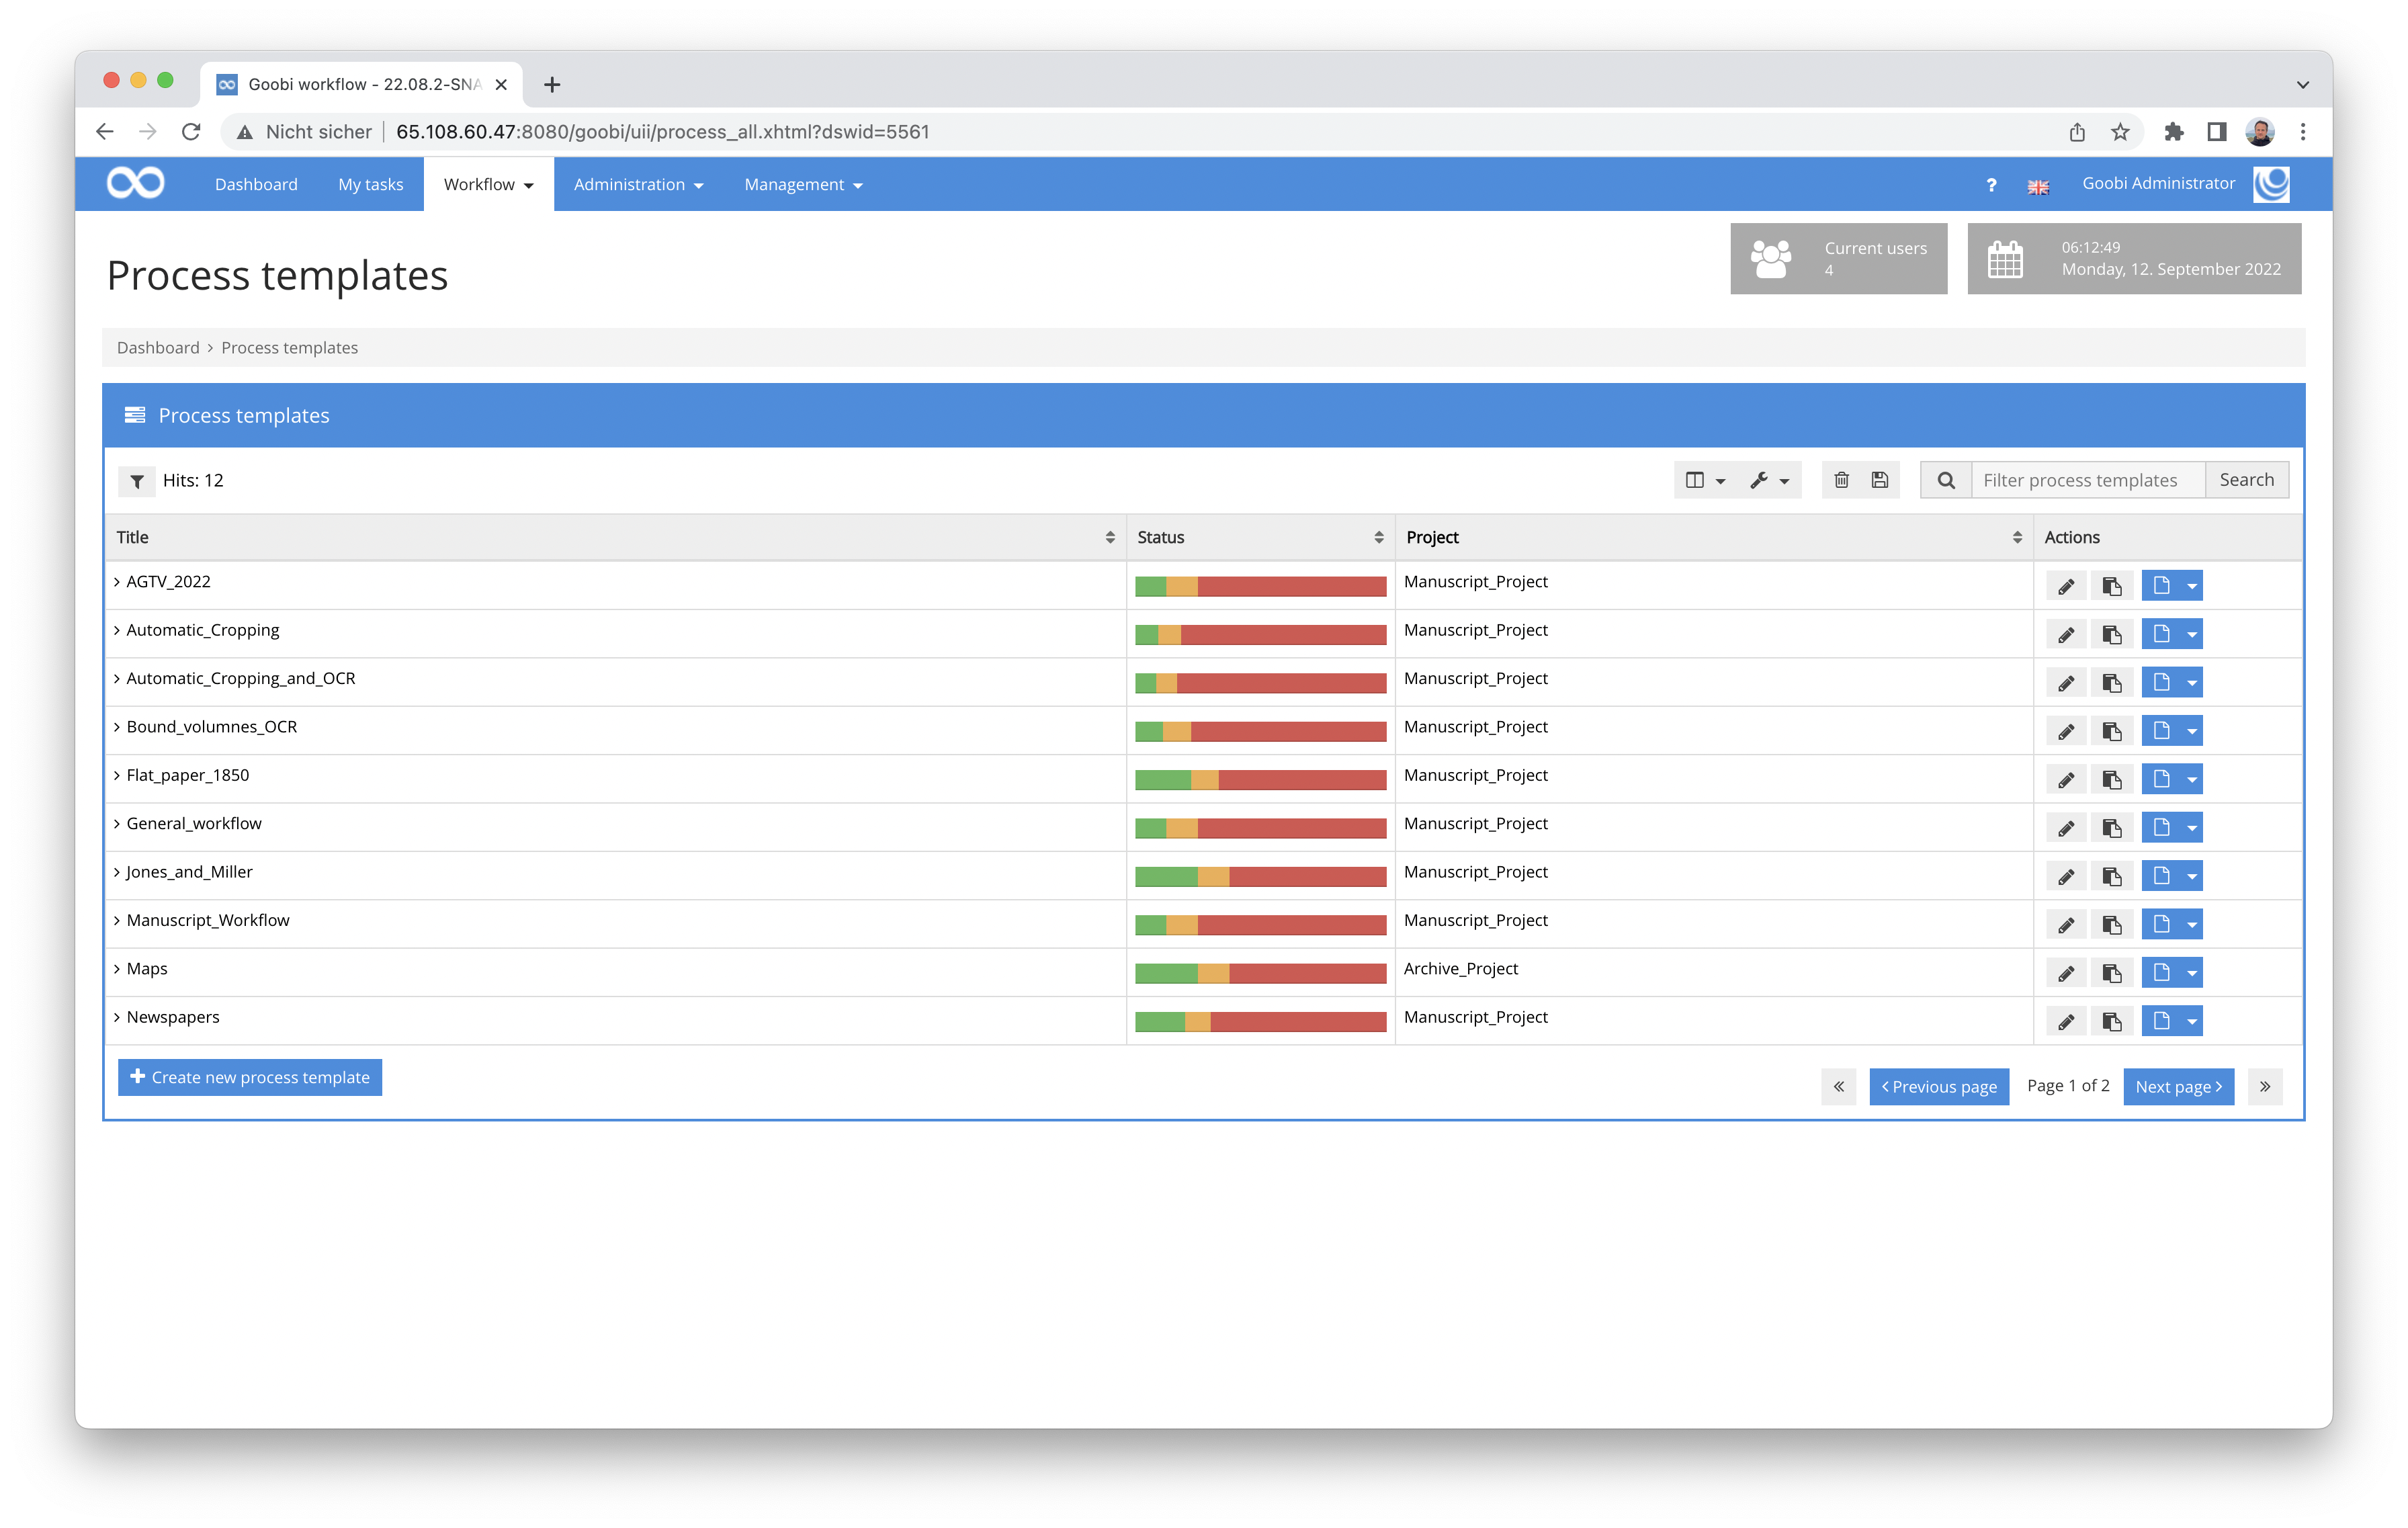 Goobi workflow - 22.08.2-SNA
Nicht sicher 65.108.60.47:8080/goobi/uii/process_all.xhtml?dswid=5561
Dashboard My tasks Workflow Administration Management ? Goobi Administrator
Process templates
Current users
4
06:12:49
Monday, 12. September 2022
Dashboard > Process templates
Process templates
Hits: 12
Filter process templates Search
Title Status Project Actions
AGTV_2022 Manuscript_Project
Automatic_Cropping Manuscript_Project
Automatic_Cropping_and_OCR Manuscript_Project
Bound_volumnes_OCR Manuscript_Project
Flat_paper_1850 Manuscript_Project
General_workflow Manuscript_Project
Jones_and_Miller Manuscript_Project
Manuscript_Workflow Manuscript_Project
Maps Archive_Project
Newspapers Manuscript_Project
Create new process template
« ‹ Previous page Page 1 of 2 Next page › »